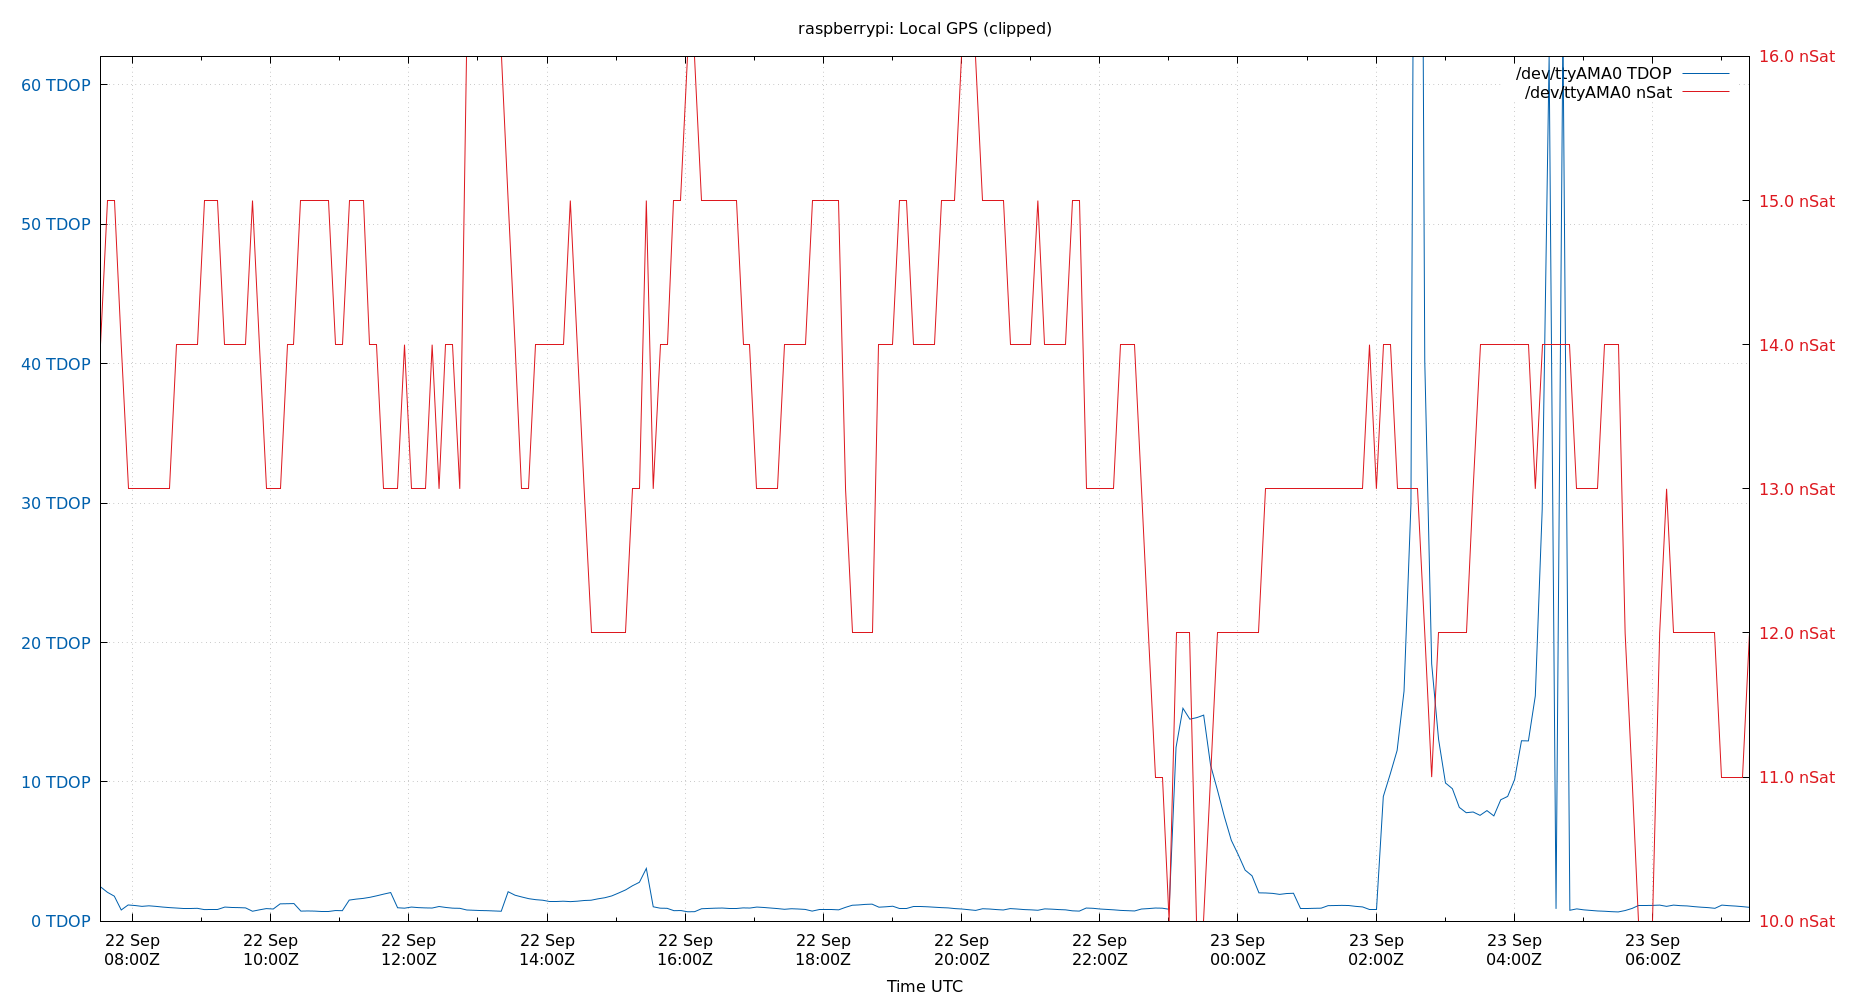 raspberrypi: Local GPS (clipped)
60 TDOP
50 TDOP
40 TDOP
30 TDOP
20 TDOP
10 TDOP
0 TDOP
16.0 nSat
15.0 nSat
14.0 nSat
13.0 nSat
12.0 nSat
11.0 nSat
10.0 nSat
/dev/ttyAMA0 TDOP
/dev/ttyAMA0 nSat
22 Sep 22 Sep 22 Sep 22 Sep 22 Sep 22 Sep 22 Sep 22 Sep 23 Sep 23 Sep 23 Sep 23 Sep
08:00Z 10:00Z 12:00Z 14:00Z 16:00Z 18:00Z 20:00Z 22:00Z 00:00Z 02:00Z 04:00Z 06:00Z
Time UTC